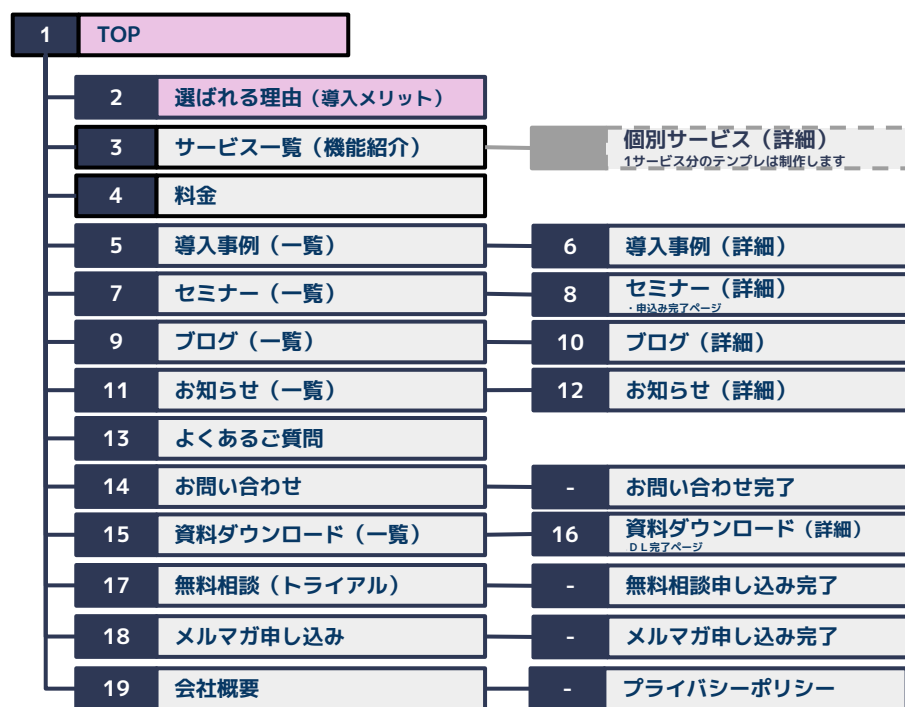 1 TOP
2 選ばれる理由（導入メリット）
3 サービス一覧（機能紹介）
個別サービス（詳細）
1サービス分のテンプレは制作します
4 料金
5 導入事例（一覧）
6 導入事例（詳細）
7 セミナー（一覧）
8 セミナー（詳細）
・申込み完了ページ
9 ブログ（一覧）
10 ブログ（詳細）
11 お知らせ（一覧）
12 お知らせ（詳細）
13 よくあるご質問
14 お問い合わせ
- お問い合わせ完了
15 資料ダウンロード（一覧）
16 資料ダウンロード（詳細）
ＤＬ完了ページ
17 無料相談（トライアル）
- 無料相談申し込み完了
18 メルマガ申し込み
- メルマガ申し込み完了
19 会社概要
- プライバシーポリシー